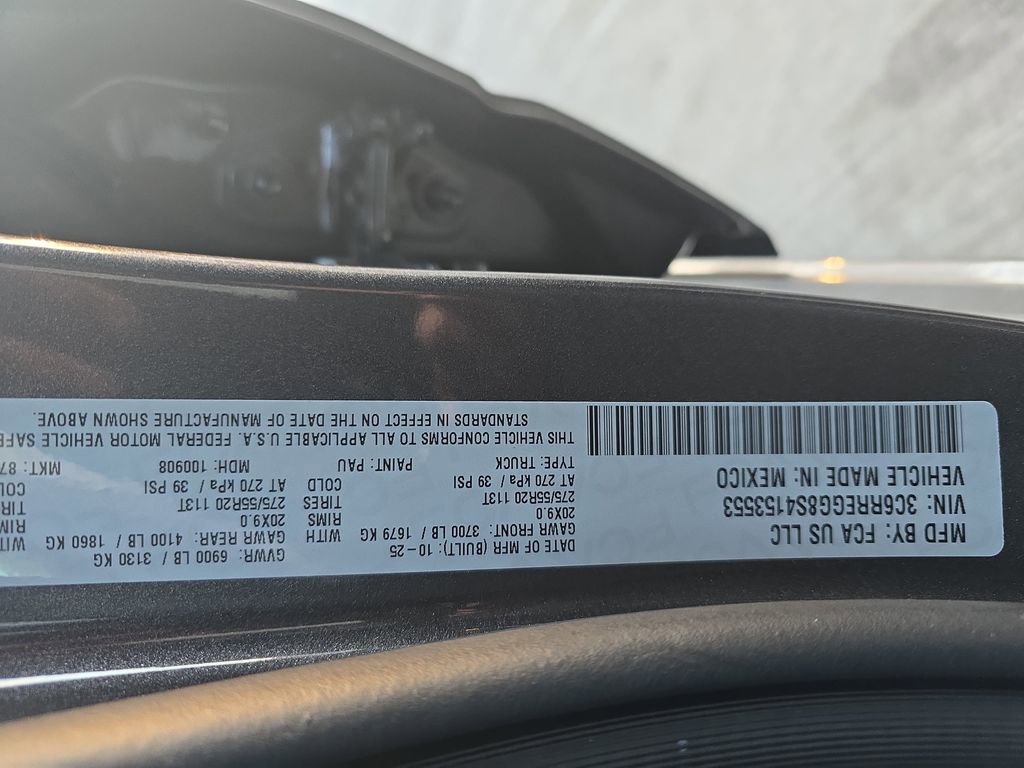 MFD BY: FCA US LLC
VIN: 3C6RREGG8S4153553
VEHICLE MADE IN: MEXICO
DATE OF MFR (BUILT): 10-25
GVWR: 6900 LB / 3130 KG
GAWR FRONT: 3700 LB / 1679 KG WITH
20X9.0 RIMS
275/55R20 113T TIRES
AT 270 kPa / 39 PSI COLD
GAWR REAR: 4100 LB / 1860 KG WITH
20X9.0
275/55R20 113T
AT 270 kPa / 39 PSI
TYPE: TRUCK PAINT: PAU MDH: 100908 MKT:
THIS VEHICLE CONFORMS TO ALL APPLICABLE U.S.A. FEDERAL MOTOR VEHICLE
STANDARDS IN EFFECT ON THE DATE OF MANUFACTURE SHOWN ABOVE.